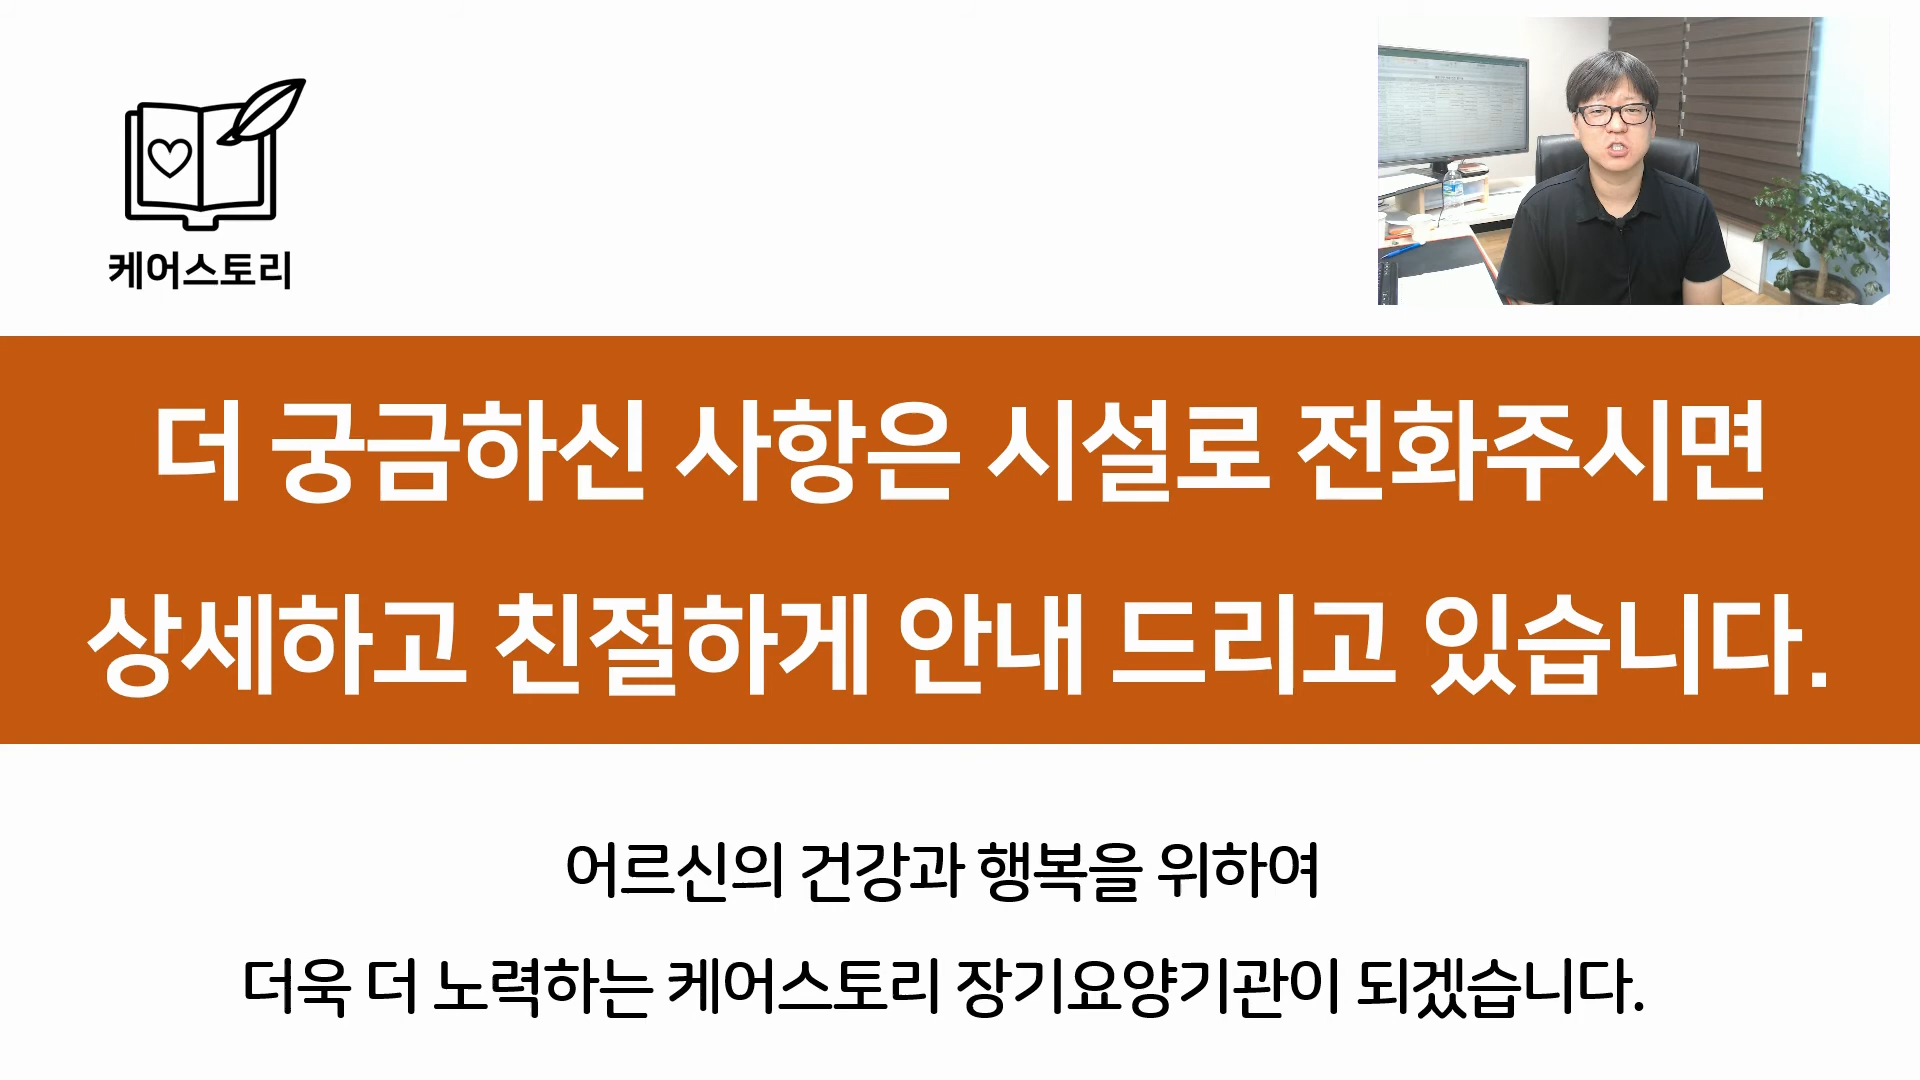 케어스토리
더 궁금하신 사항은 시설로 전화주시면
상세하고 친절하게 안내 드리고 있습니다.
어르신의 건강과 행복을 위하여
더욱 더 노력하는 케어스토리 장기요양기관이 되겠습니다.